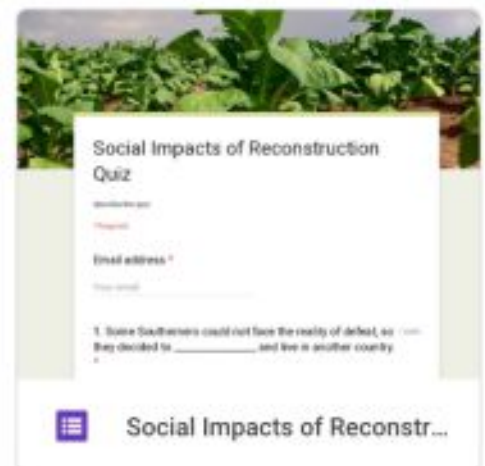 Social Impacts of Reconstruction
Quiz
Email address *
1. Some Southerners could not face the reality of defeat, so
they decided to ______________ and live in another country.
*
Social Impacts of Reconstr...